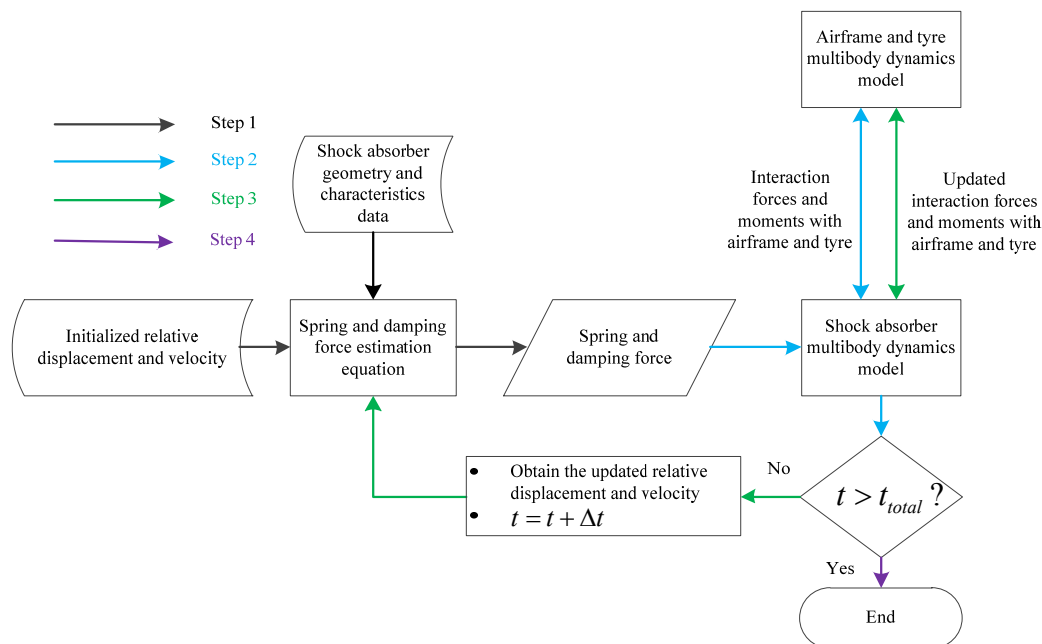 Step 1
Step 2
Step 3
Step 4
Shock absorber
geometry and
characteristics
data
Airframe and tyre
multibody dynamics
model
Interaction
forces and
moments with
airframe and tyre
Updated
interaction forces
and moments with
airframe and tyre
Initialized relative
displacement and velocity
Spring and damping
force estimation
equation
Spring and
damping force
Shock absorber
multibody dynamics
model
• Obtain the updated relative
displacement and velocity
• t = t + Δt
No
t > t_total ?
Yes
End